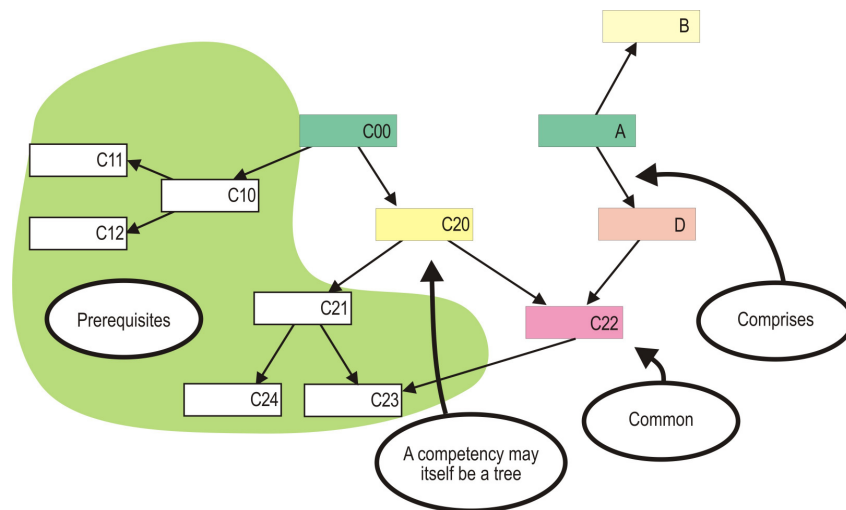 B
C00
A
C11
C10
C12
C20
D
Prerequisites
C21
C22
Comprises
C24
C23
Common
A competency may
itself be a tree